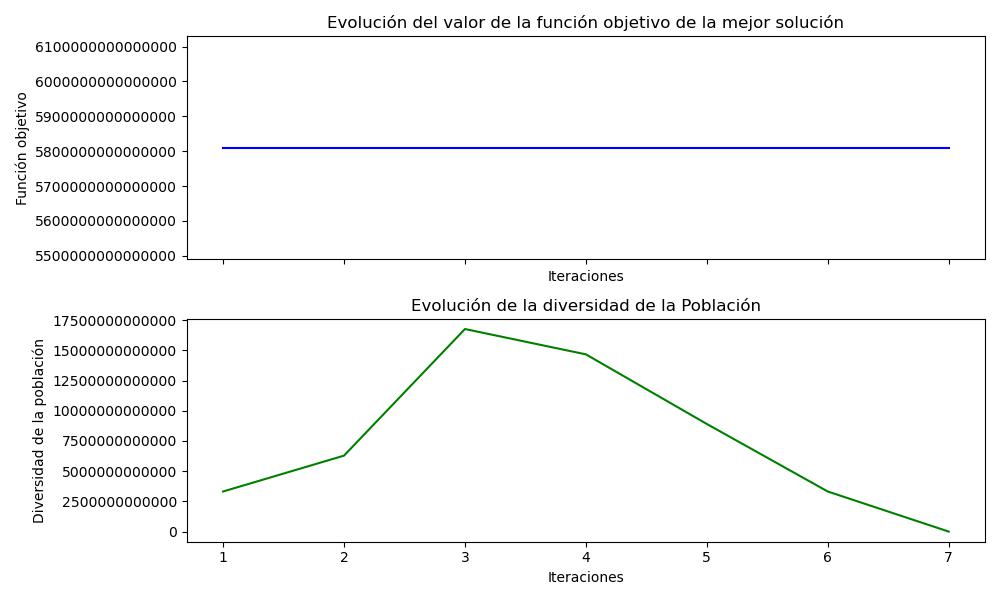 Evolución del valor de la función objetivo de la mejor solución
Función objetivo
6100000000000000
6000000000000000
5900000000000000
5800000000000000
5700000000000000
5600000000000000
5500000000000000
Iteraciones
Evolución de la diversidad de la Población
Diversidad de la población
17500000000000
15000000000000
12500000000000
10000000000000
7500000000000
5000000000000
2500000000000
0
1 2 3 4 5 6 7
Iteraciones